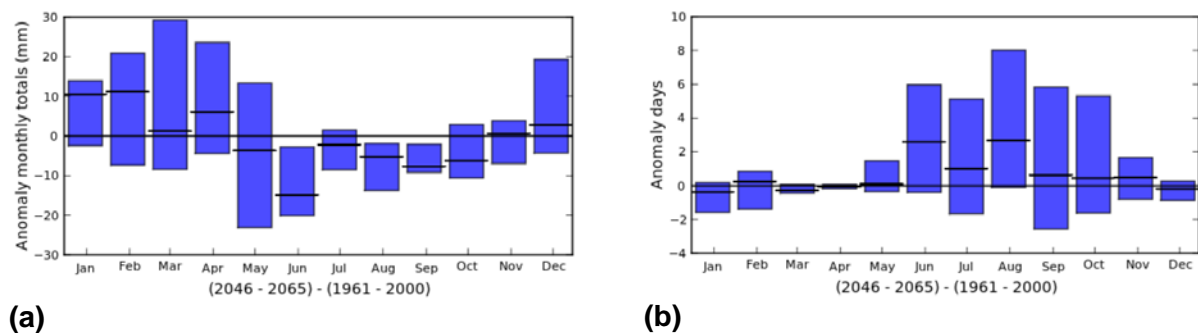 Anomaly monthly totals (mm)
30
20
10
0
−10
−20
−30
Jan Feb Mar Apr May Jun Jul Aug Sep Oct Nov Dec
(2046 - 2065) - (1961 - 2000)
(a)
Anomaly days
10
8
6
4
2
0
−2
−4
Jan Feb Mar Apr May Jun Jul Aug Sep Oct Nov Dec
(2046 - 2065) - (1961 - 2000)
(b)